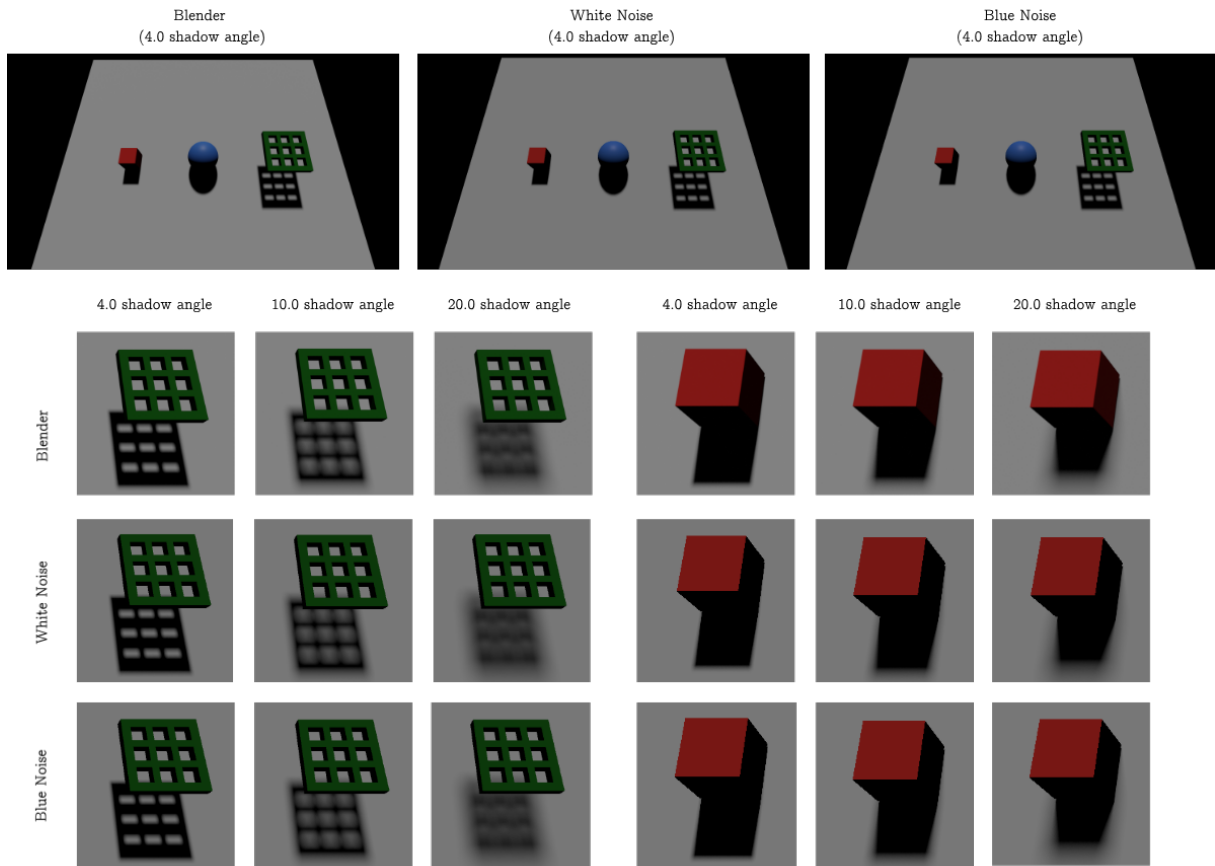 Blender
(4.0 shadow angle)
White Noise
(4.0 shadow angle)
Blue Noise
(4.0 shadow angle)
4.0 shadow angle
10.0 shadow angle
20.0 shadow angle
4.0 shadow angle
10.0 shadow angle
20.0 shadow angle
Blender
White Noise
Blue Noise